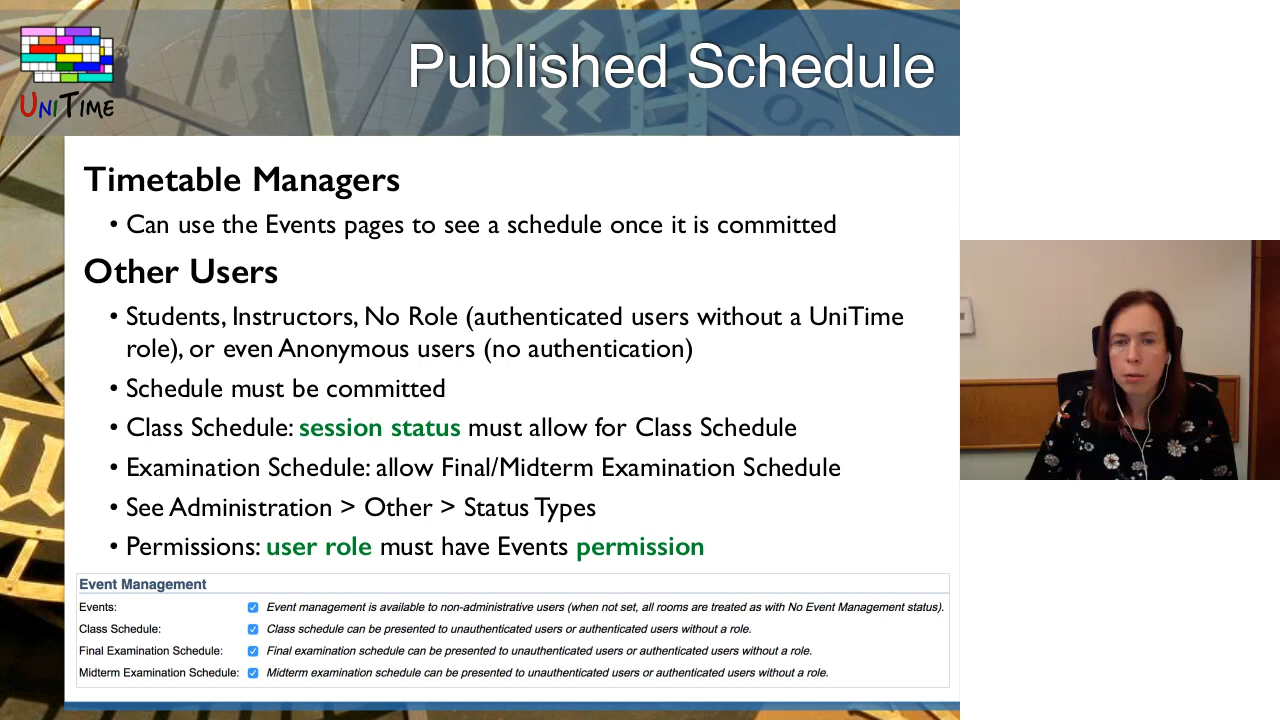 Published Schedule
UNITIME
Timetable Managers
• Can use the Events pages to see a schedule once it is committed
Other Users
• Students, Instructors, No Role (authenticated users without a UniTime
role), or even Anonymous users (no authentication)
• Schedule must be committed
• Class Schedule: session status must allow for Class Schedule
• Examination Schedule: allow Final/Midterm Examination Schedule
• See Administration > Other > Status Types
• Permissions: user role must have Events permission
Event Management
Events: Event management is available to non-administrative users (when not set, all rooms are treated as with No Event Management status).
Class Schedule: Class schedule can be presented to unauthenticated users or authenticated users without a role.
Final Examination Schedule: Final examination schedule can be presented to unauthenticated users or authenticated users without a role.
Midterm Examination Schedule: Midterm examination schedule can be presented to unauthenticated users or authenticated users without a role.